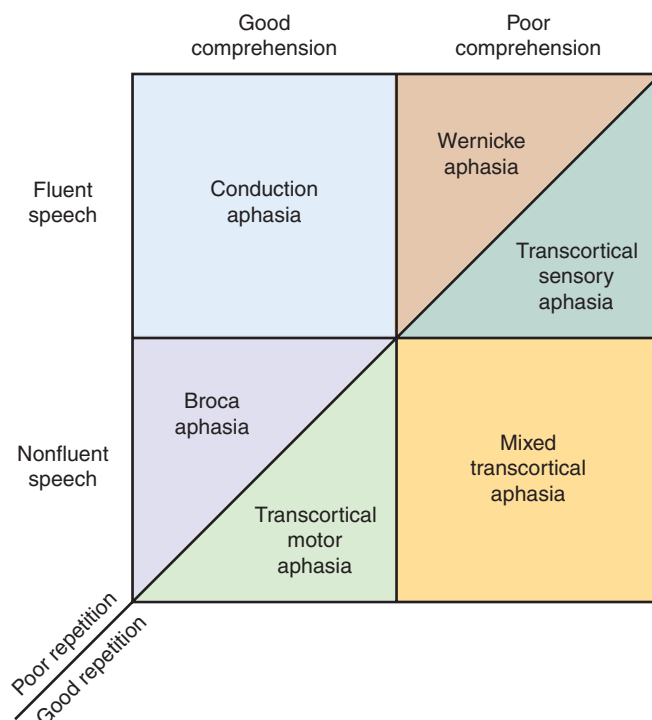 Good
comprehension
Poor
comprehension
Fluent
speech
Conduction
aphasia
Wernicke
aphasia
Transcortical
sensory
aphasia
Nonfluent
speech
Broca
aphasia
Transcortical
motor
aphasia
Mixed
transcortical
aphasia
Poor repetition
Good repetition